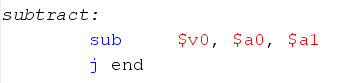 subtract:
sub $v0, $a0, $a1
j end